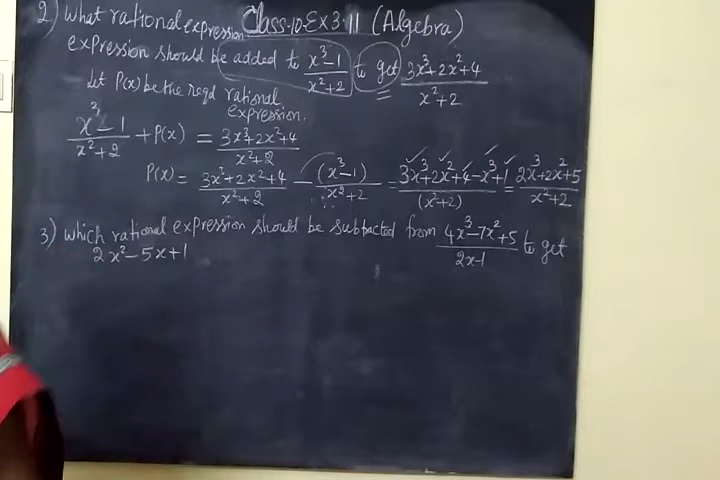 Class-10-Ex3.11 (Algebra)
2) What rational expression
expression should be added to (x³-1)/(x²+2) to get (3x³+2x²+4)/(x²+2)
Let P(x) be the reqd rational
expression.
(x³-1)/(x²+2) + P(x) = (3x³+2x²+4)/(x²+2)
P(x) = (3x³+2x²+4)/(x²+2) - (x³-1)/(x²+2) = (3x³+2x²+4-x³+1)/(x²+2) = (2x³+2x²+5)/(x²+2)
3) Which rational expression should be subtracted from (4x³-7x²+5)/(2x-1) to get
2x²-5x+1